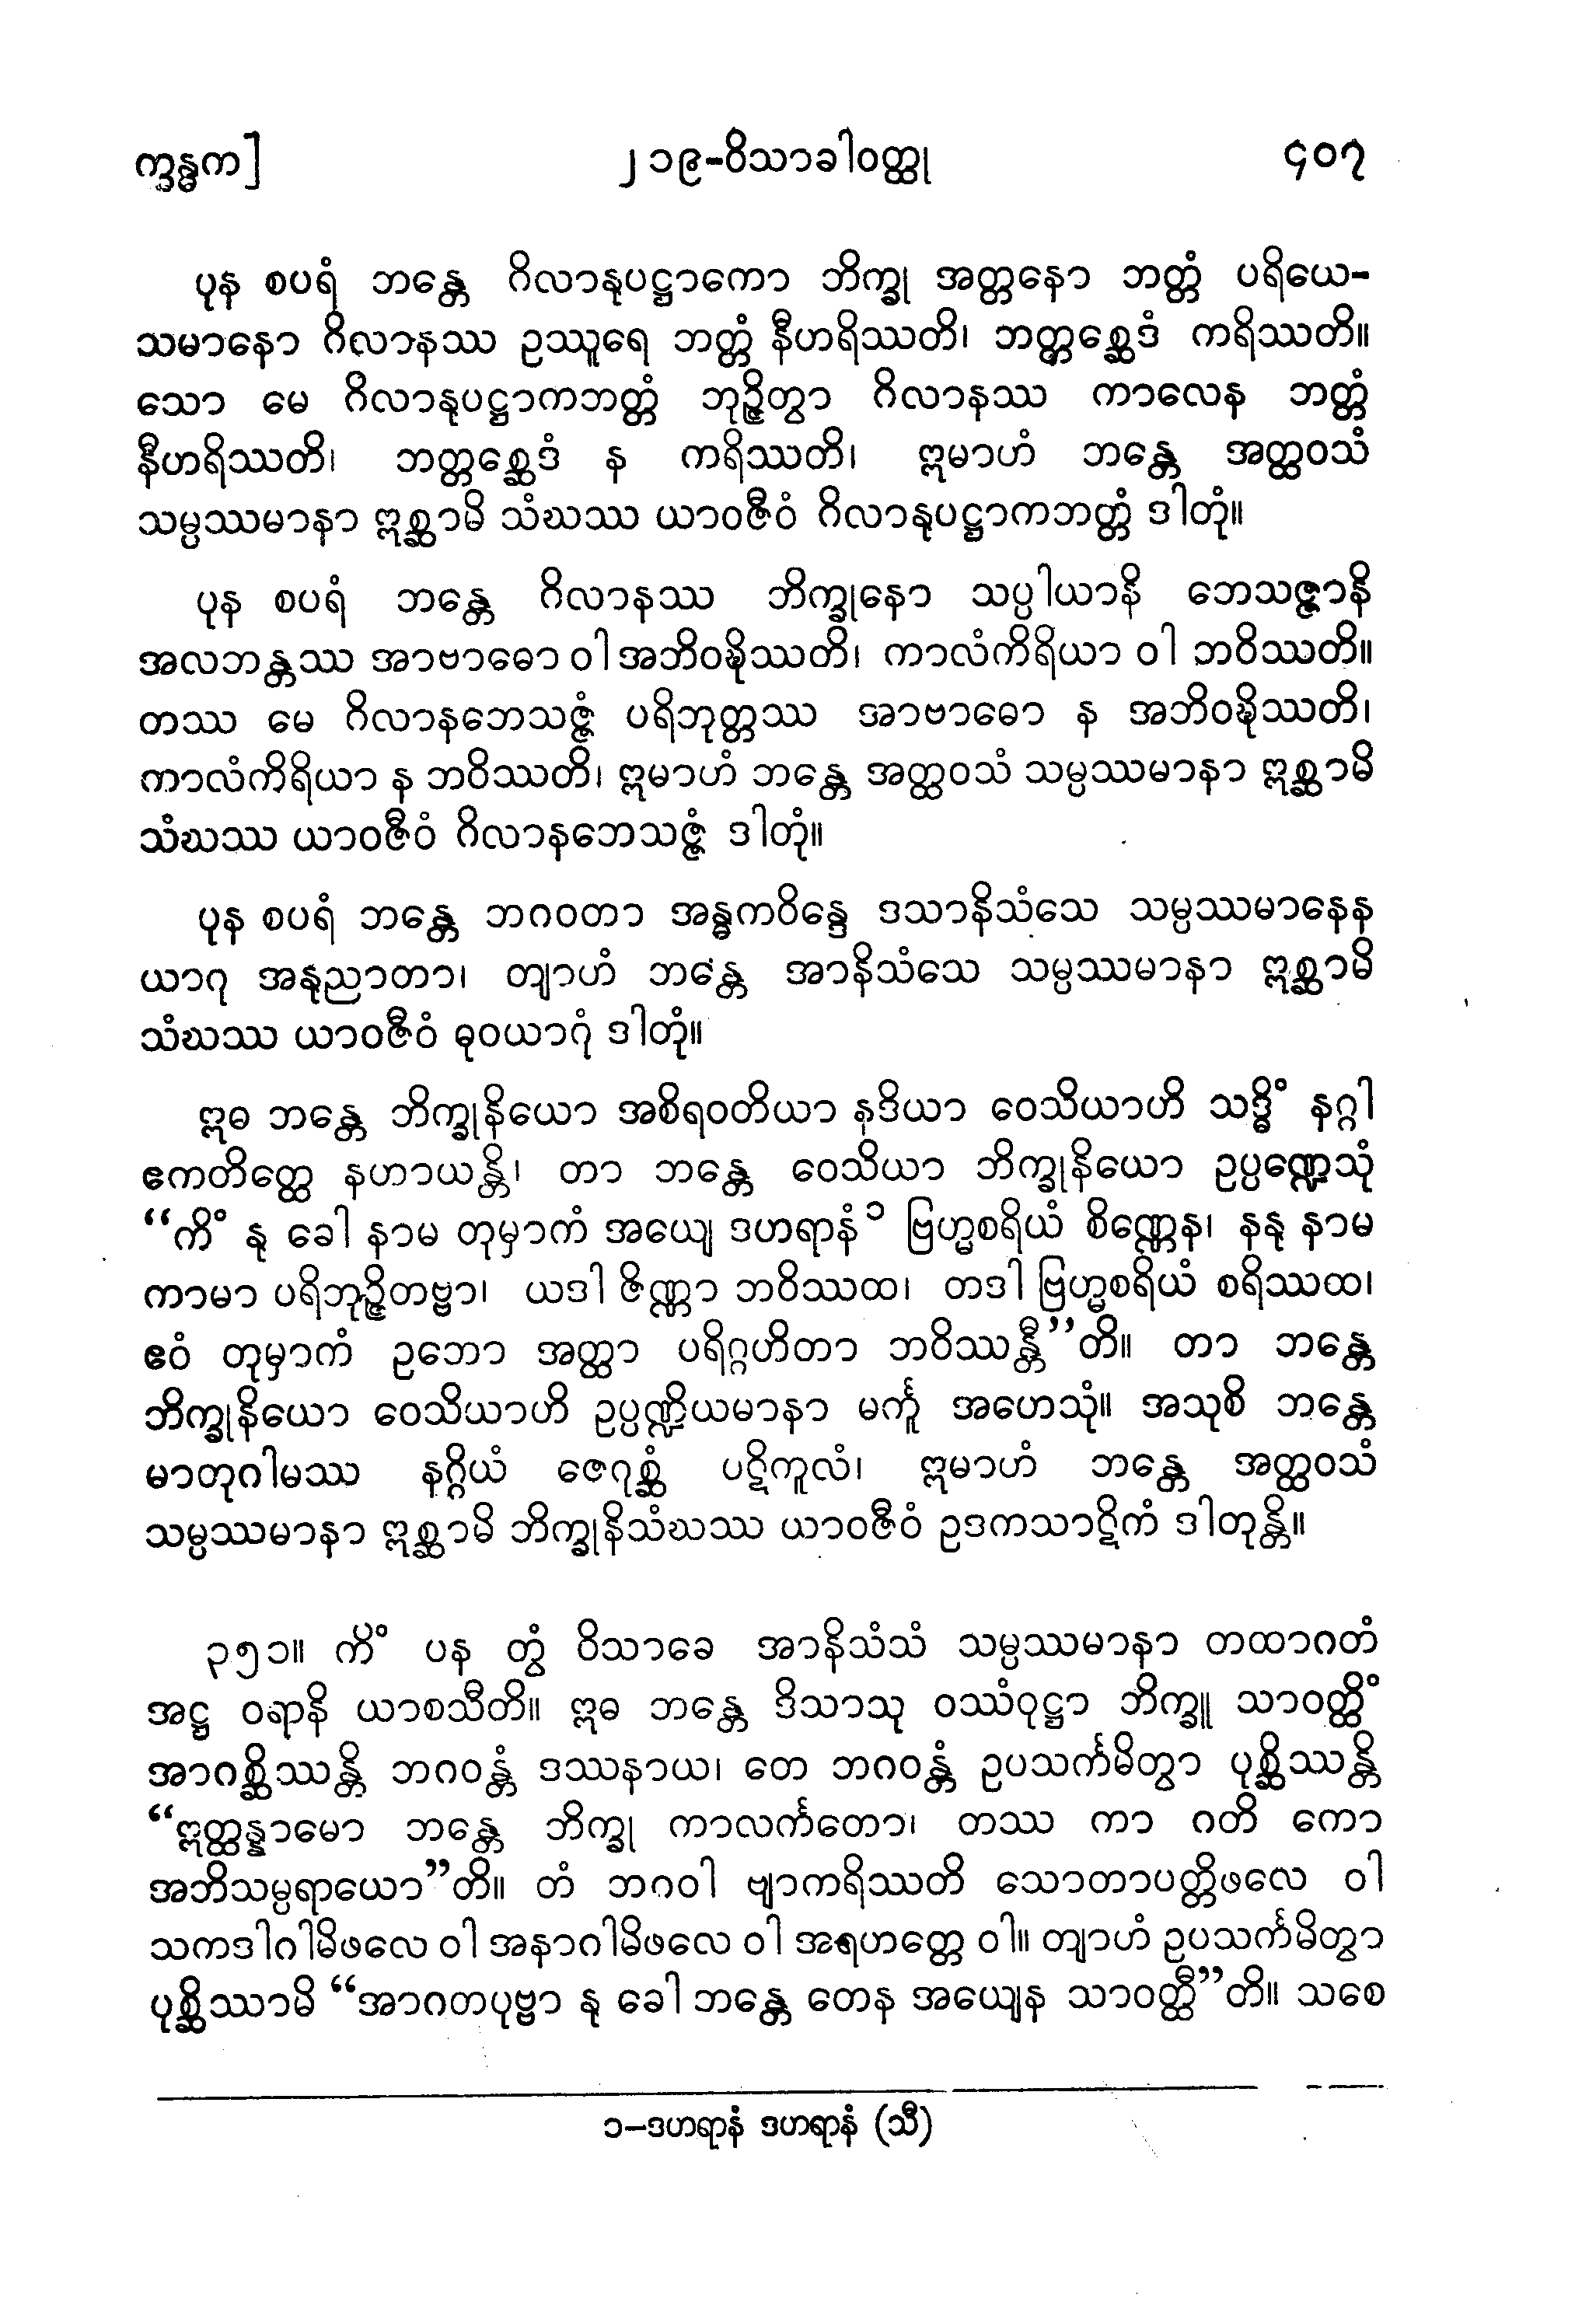 က္ခန္ဓက]
၂၁၉-ဝိသာခါဝတ္ထု
၄၀၇
ပုန စပရံ ဘန္တေ ဂိလာနုပဋ္ဌာကော ဘိက္ခု အတ္တနော ဘတ္တံ ပရိယေ-
သမာနော ဂိလာနဿ ဥဿူရေ ဘတ္တံ နီဟရိဿတိ၊ ဘတ္တစ္ဆေဒံ ကရိဿတိ။
သော မေ ဂိလာနုပဋ္ဌာကဘတ္တံ ဘုဉ္ဇိတွာ ဂိလာနဿ ကာလေန ဘတ္တံ
နီဟရိဿတိ၊ ဘတ္တစ္ဆေဒံ န ကရိဿတိ၊ ဣမာဟံ ဘန္တေ အတ္ထဝသံ
သမ္ပဿမာနာ ဣစ္ဆာမိ သံဃဿ ယာဝဇီဝံ ဂိလာနုပဋ္ဌာကဘတ္တံ ဒါတုံ။
ပုန စပရံ ဘန္တေ ဂိလာနဿ ဘိက္ခုနော သပ္ပါယာနိ ဘေသဇ္ဇာနိ
အလဘန္တဿ အာဗာဓော ဝါ အဘိဝဍ္ဎိဿတိ၊ ကာလံကိရိယာ ဝါ ဘဝိဿတိ။
တဿ မေ ဂိလာနဘေသဇ္ဇံ ပရိဘုတ္တဿ အာဗာဓော န အဘိဝဍ္ဎိဿတိ၊
ကာလံကိရိယာ န ဘဝိဿတိ၊ ဣမာဟံ ဘန္တေ အတ္ထဝသံ သမ္ပဿမာနာ ဣစ္ဆာမိ
သံဃဿ ယာဝဇီဝံ ဂိလာနဘေသဇ္ဇံ ဒါတုံ။
ပုန စပရံ ဘန္တေ ဘဂဝတာ အန္ဓကဝိန္ဒေ ဒသာနိသံသေ သမ္ပဿမာနေန
ယာဂု အနုညာတာ၊ တျာဟံ ဘန္တေ အာနိသံသေ သမ္ပဿမာနာ ဣစ္ဆာမိ
သံဃဿ ယာဝဇီဝံ ဓုဝယာဂုံ ဒါတုံ။
ဣဓ ဘန္တေ ဘိက္ခုနိယော အစိရဝတိယာ နဒိယာ ဝေသိယာဟိ သဒ္ဓိံ နဂ္ဂါ
ဧကတိတ္ထေ နဟာယန္တိ၊ တာ ဘန္တေ ဝေသိယာ ဘိက္ခုနိယော ဥပ္ပဏ္ဍေသုံ
“ကိံ နု ခေါ နာမ တုမှာကံ အယျေ ဒဟရာနံ ၁ ဗြဟ္မစရိယံ စိဏ္ဏေန၊ နနု နာမ
ကာမာ ပရိဘုဉ္ဇိတဗ္ဗာ၊ ယဒါ ဇိဏ္ဏာ ဘဝိဿထ၊ တဒါ ဗြဟ္မစရိယံ စရိဿထ၊
ဧဝံ တုမှာကံ ဥဘော အတ္ထာ ပရိဂ္ဂဟိတာ ဘဝိဿန္တီ”တိ။ တာ ဘန္တေ
ဘိက္ခုနိယော ဝေသိယာဟိ ဥပ္ပဏ္ဍိယမာနာ မင်္ကူ အဟေသုံ။ အသုစိ ဘန္တေ
မာတုဂါမဿ နဂ္ဂိယံ ဇေဂုစ္ဆံ ပဋိကူလံ၊ ဣမာဟံ ဘန္တေ အတ္ထဝသံ
သမ္ပဿမာနာ ဣစ္ဆာမိ ဘိက္ခုနိသံဃဿ ယာဝဇီဝံ ဥဒကသာဋိကံ ဒါတုန္တိ။
၃၅၁။ ကိံ ပန တွံ ဝိသာခေ အာနိသံသံ သမ္ပဿမာနာ တထာဂတံ
အဋ္ဌ ဝရာနိ ယာစသီတိ။ ဣဓ ဘန္တေ ဒိသာသု ဝဿံဝုဋ္ဌာ ဘိက္ခူ သာဝတ္ထိံ
အာဂစ္ဆိဿန္တိ ဘဂဝန္တံ ဒဿနာယ၊ တေ ဘဂဝန္တံ ဥပသင်္ကမိတွာ ပုစ္ဆိဿန္တိ
“ဣတ္ထန္နာမော ဘန္တေ ဘိက္ခု ကာလင်္ကတော၊ တဿ ကာ ဂတိ ကော
အဘိသမ္ပရာယော”တိ။ တံ ဘဂဝါ ဗျာကရိဿတိ သောတာပတ္တိဖလေ ဝါ
သကဒါဂါမိဖလေ ဝါ အနာဂါမိဖလေ ဝါ အရဟတ္တေ ဝါ။ တျာဟံ ဥပသင်္ကမိတွာ
ပုစ္ဆိဿာမိ “အာဂတပုဗ္ဗာ နု ခေါ ဘန္တေ တေန အယျေန သာဝတ္ထီ”တိ။ သစေ
၁–ဒဟရာနံ ဒဟရာနံ (သီ)